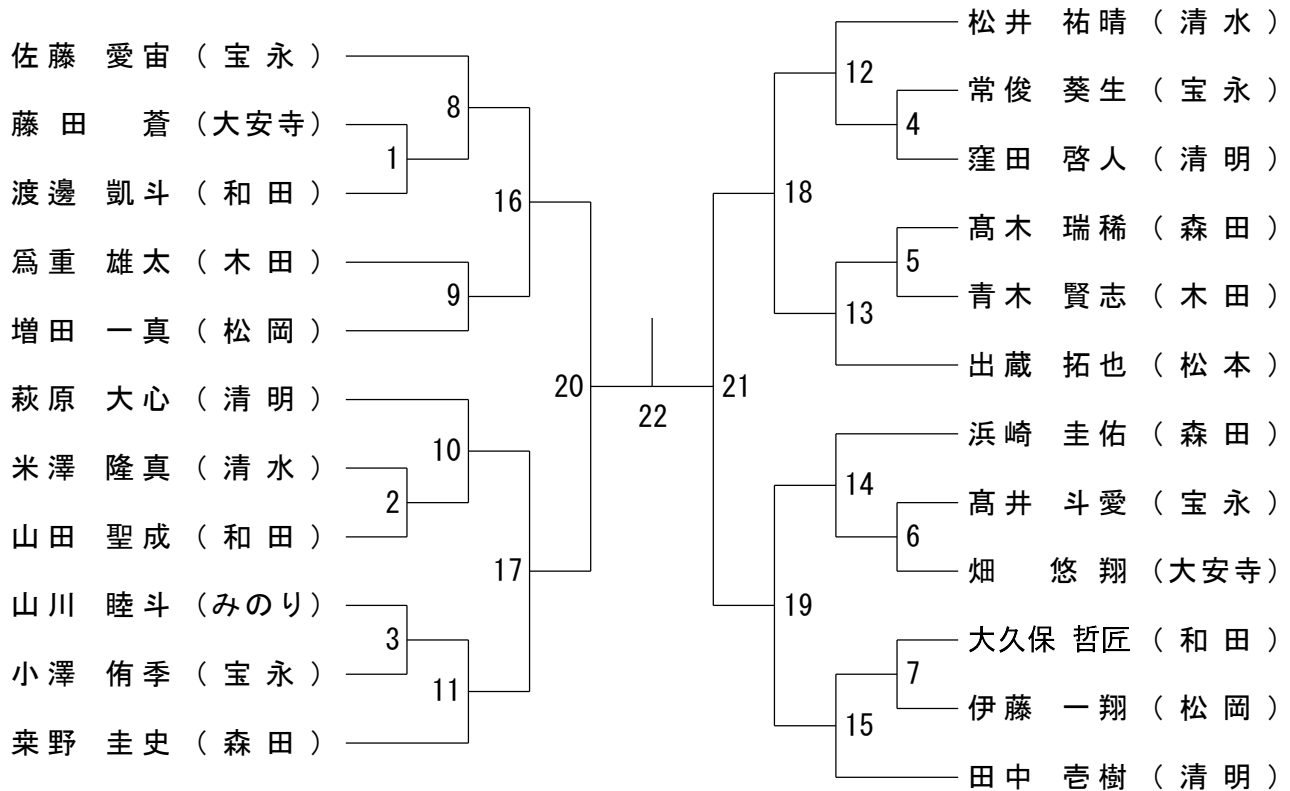 佐藤 愛宙 （ 宝 永 ）
藤 田 蒼 （大安寺）
渡邊 凱斗 （ 和 田 ）
爲重 雄太 （ 木 田 ）
増田 一真 （ 松 岡 ）
萩原 大心 （ 清 明 ）
米澤 隆真 （ 清 水 ）
山田 聖成 （ 和 田 ）
山川 睦斗 （みのり）
小澤 侑季 （ 宝 永 ）
桒野 圭史 （ 森 田 ）
8
1
16
9
20
10
2
17
3
11
22
21
12
4
18
5
13
14
6
19
7
15
松井 祐晴 （ 清 水 ）
常俊 葵生 （ 宝 永 ）
窪田 啓人 （ 清 明 ）
髙木 瑞稀 （ 森 田 ）
青木 賢志 （ 木 田 ）
出蔵 拓也 （ 松 本 ）
浜崎 圭佑 （ 森 田 ）
髙井 斗愛 （ 宝 永 ）
畑 悠翔 （大安寺）
大久保 哲匠 （ 和 田 ）
伊藤 一翔 （ 松 岡 ）
田中 壱樹 （ 清 明 ）